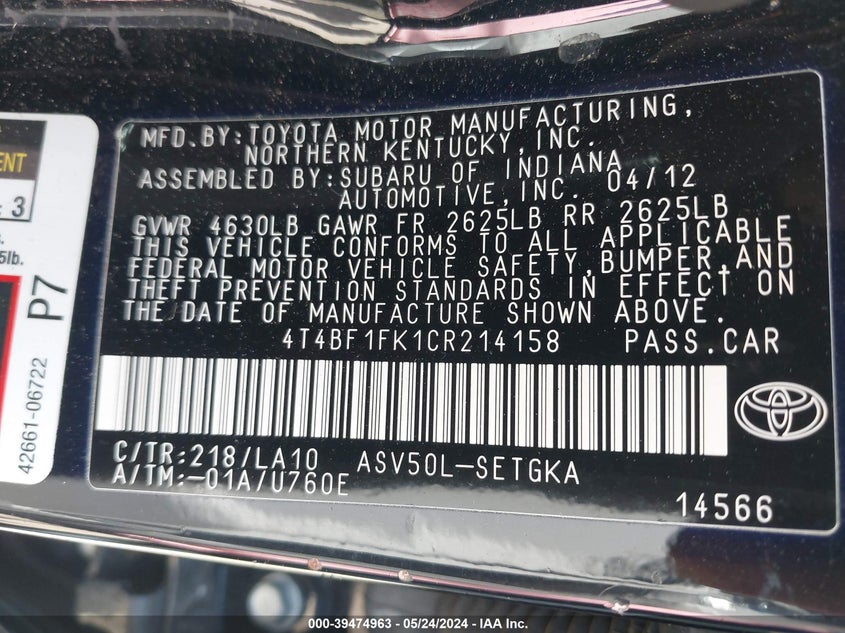 MFD.BY:TOYOTA MOTOR MANUFACTURING,
NORTHERN KENTUCKY,INC.
ASSEMBLED BY:SUBARU OF INDIANA
AUTOMOTIVE,INC. 04/12
GVWR 4630LB GAWR FR 2625LB RR 2625LB
THIS VEHICLE CONFORMS TO ALL APPLICABLE
FEDERAL MOTOR VEHICLE SAFETY,BUMPER,AND
THEFT PREVENTION STANDARDS IN EFFECT ON
THE DATE OF MANUFACTURE SHOWN ABOVE.
4T4BF1FK1CR214158 PASS.CAR
C/TR:218/LA10 ASV50L-SETGKA
A/TM:-01A/U760E
14566
3
5lb.
P7
42661-06722
000-39474963 - 05/24/2024 - IAA Inc.